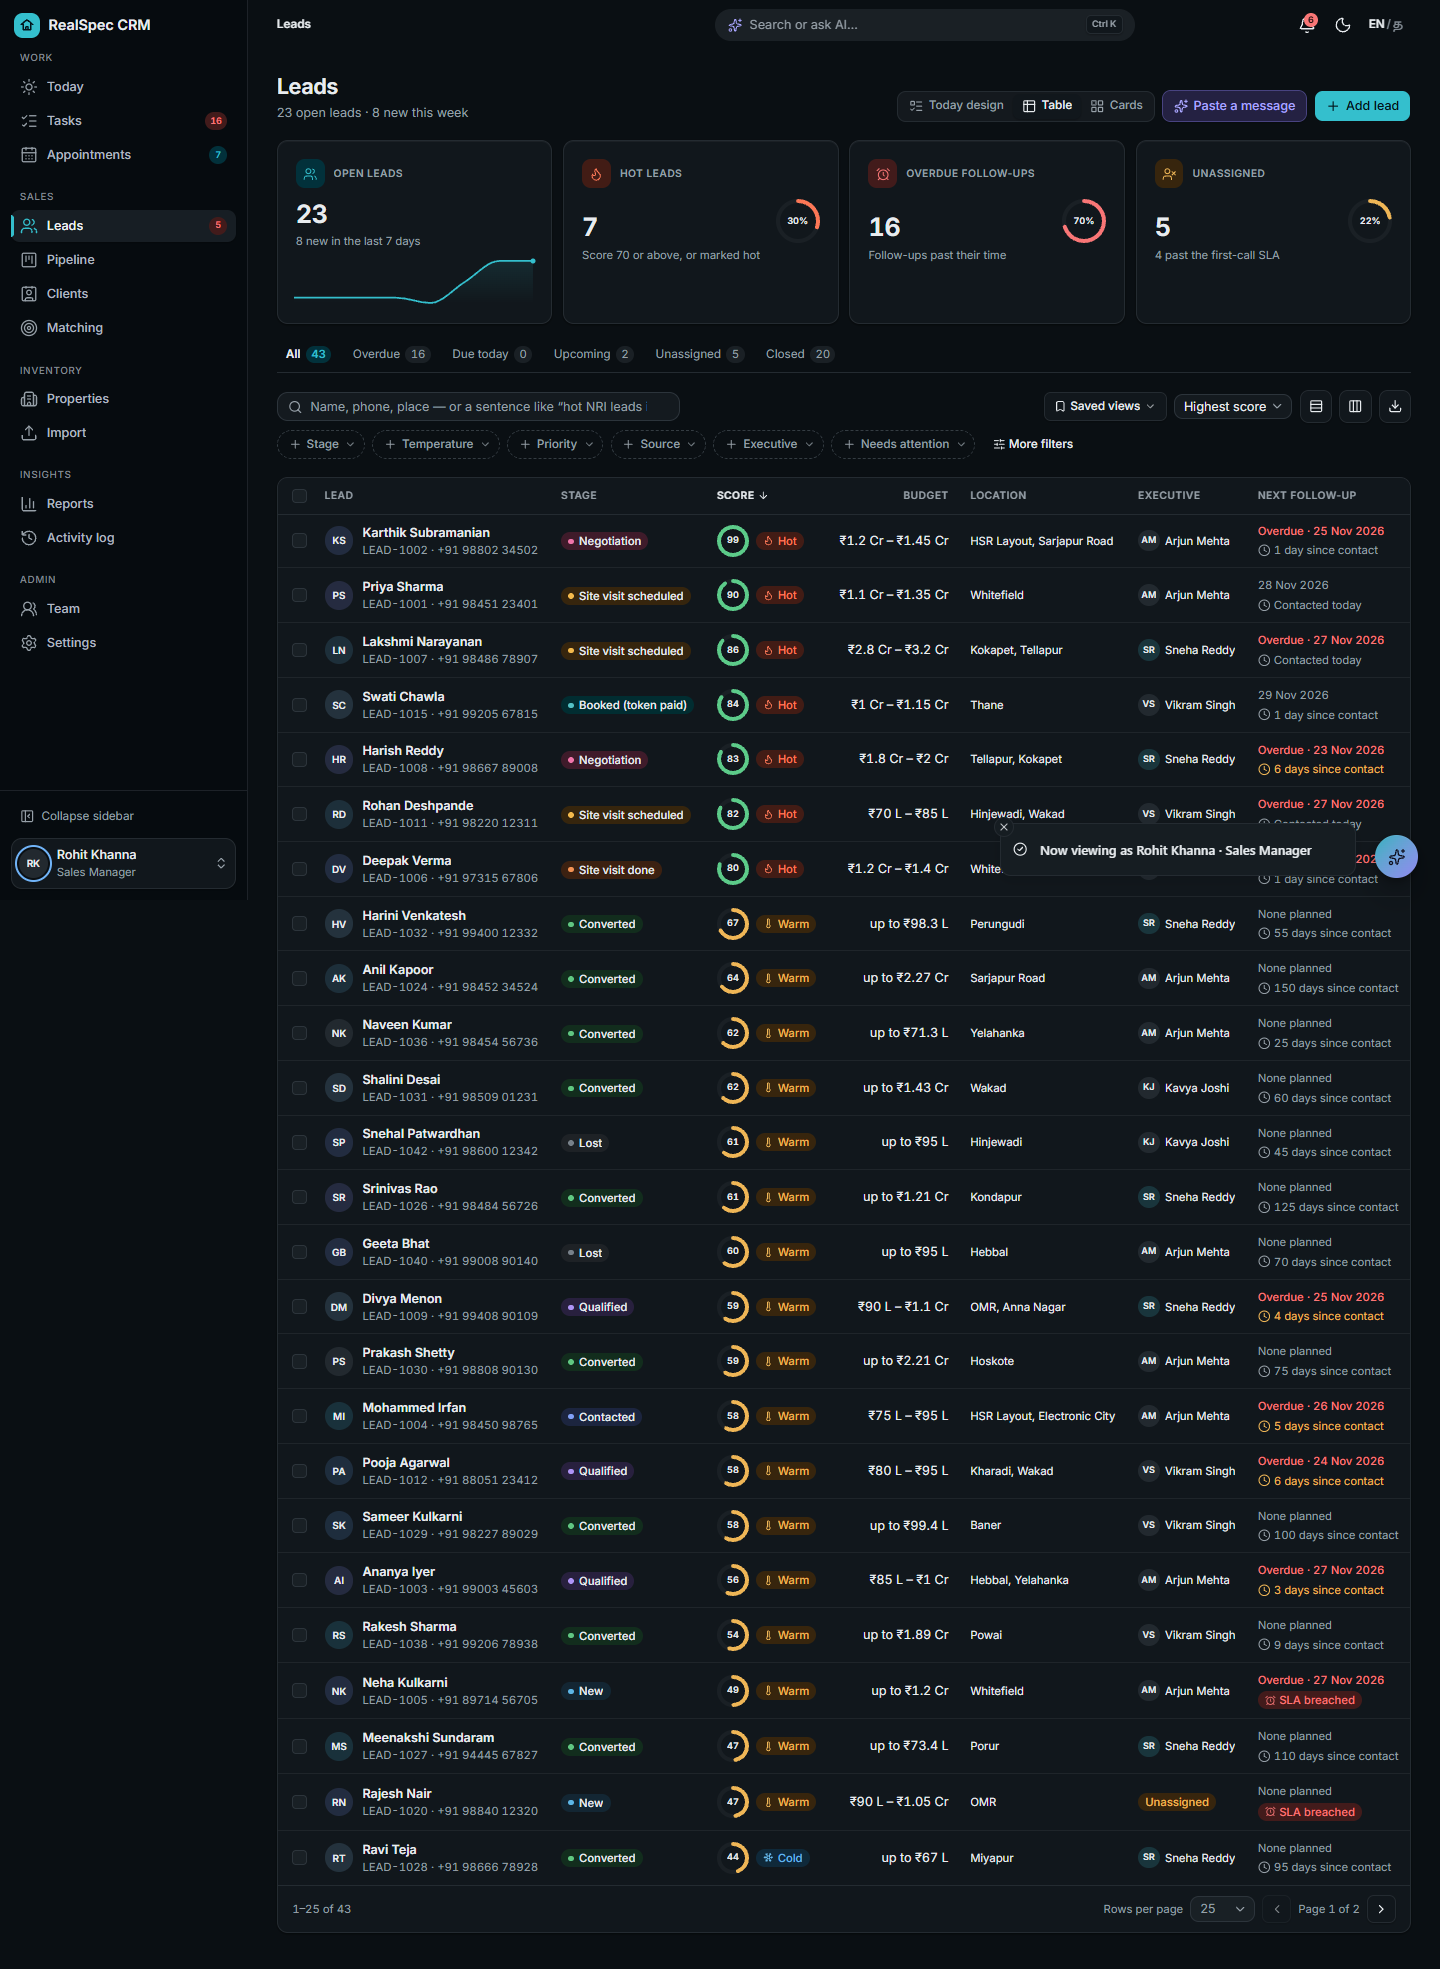 RealSpec CRM
WORK
Today
Tasks 16
Appointments 7
SALES
Leads 5
Pipeline
Clients
Matching
INVENTORY
Properties
Import
INSIGHTS
Reports
Activity log
ADMIN
Team
Settings
Collapse sidebar
RK Rohit Khanna
Sales Manager
Leads
Search or ask AI... Ctrl K
6
EN / த
Leads
23 open leads · 8 new this week
Today design Table Cards Paste a message Add lead
OPEN LEADS
23
8 new in the last 7 days
HOT LEADS
7 30%
Score 70 or above, or marked hot
OVERDUE FOLLOW-UPS
16 70%
Follow-ups past their time
UNASSIGNED
5 22%
4 past the first-call SLA
All 43 Overdue 16 Due today 0 Upcoming 2 Unassigned 5 Closed 20
Name, phone, place — or a sentence like “hot NRI leads
Saved views Highest score
Stage Temperature Priority Source Executive Needs attention More filters
LEAD STAGE SCORE ↓ BUDGET LOCATION EXECUTIVE NEXT FOLLOW-UP
KS Karthik Subramanian Negotiation 99 Hot ₹1.2 Cr – ₹1.45 Cr HSR Layout, Sarjapur Road AM Arjun Mehta Overdue · 25 Nov 2026
LEAD-1002 · +91 98802 34502 1 day since contact
PS Priya Sharma Site visit scheduled 90 Hot ₹1.1 Cr – ₹1.35 Cr Whitefield AM Arjun Mehta 28 Nov 2026
LEAD-1001 · +91 98451 23401 Contacted today
LN Lakshmi Narayanan Site visit scheduled 86 Hot ₹2.8 Cr – ₹3.2 Cr Kokapet, Tellapur SR Sneha Reddy Overdue · 27 Nov 2026
LEAD-1007 · +91 98486 78907 Contacted today
SC Swati Chawla Booked (token paid) 84 Hot ₹1 Cr – ₹1.15 Cr Thane VS Vikram Singh 29 Nov 2026
LEAD-1015 · +91 99205 67815 1 day since contact
HR Harish Reddy Negotiation 83 Hot ₹1.8 Cr – ₹2 Cr Tellapur, Kokapet SR Sneha Reddy Overdue · 23 Nov 2026
LEAD-1008 · +91 98667 89008 6 days since contact
RD Rohan Deshpande Site visit scheduled 82 Hot ₹70 L – ₹85 L Hinjewadi, Wakad VS Vikram Singh Overdue · 27 Nov 2026
LEAD-1011 · +91 98220 12311 Contacted today
Now viewing as Rohit Khanna · Sales Manager
DV Deepak Verma Site visit done 80 Hot ₹1.2 Cr – ₹1.4 Cr White
LEAD-1006 · +91 97315 67806 1 day since contact
HV Harini Venkatesh Converted 67 Warm up to ₹98.3 L Perungudi SR Sneha Reddy None planned
LEAD-1032 · +91 99400 12332 55 days since contact
AK Anil Kapoor Converted 64 Warm up to ₹2.27 Cr Sarjapur Road AM Arjun Mehta None planned
LEAD-1024 · +91 98452 34524 150 days since contact
NK Naveen Kumar Converted 62 Warm up to ₹71.3 L Yelahanka AM Arjun Mehta None planned
LEAD-1036 · +91 98454 56736 25 days since contact
SD Shalini Desai Converted 62 Warm up to ₹1.43 Cr Wakad KJ Kavya Joshi None planned
LEAD-1031 · +91 98509 01231 60 days since contact
SP Snehal Patwardhan Lost 61 Warm up to ₹95 L Hinjewadi KJ Kavya Joshi None planned
LEAD-1042 · +91 98600 12342 45 days since contact
SR Srinivas Rao Converted 61 Warm up to ₹1.21 Cr Kondapur SR Sneha Reddy None planned
LEAD-1026 · +91 98484 56726 125 days since contact
GB Geeta Bhat Lost 60 Warm up to ₹95 L Hebbal AM Arjun Mehta None planned
LEAD-1040 · +91 99008 90140 70 days since contact
DM Divya Menon Qualified 59 Warm ₹90 L – ₹1.1 Cr OMR, Anna Nagar SR Sneha Reddy Overdue · 25 Nov 2026
LEAD-1009 · +91 99408 90109 4 days since contact
PS Prakash Shetty Converted 59 Warm up to ₹2.21 Cr Hoskote AM Arjun Mehta None planned
LEAD-1030 · +91 98808 90130 75 days since contact
MI Mohammed Irfan Contacted 58 Warm ₹75 L – ₹95 L HSR Layout, Electronic City AM Arjun Mehta Overdue · 26 Nov 2026
LEAD-1004 · +91 98450 98765 5 days since contact
PA Pooja Agarwal Qualified 58 Warm ₹80 L – ₹95 L Kharadi, Wakad VS Vikram Singh Overdue · 24 Nov 2026
LEAD-1012 · +91 88051 23412 6 days since contact
SK Sameer Kulkarni Converted 58 Warm up to ₹99.4 L Baner VS Vikram Singh None planned
LEAD-1029 · +91 98227 89029 100 days since contact
AI Ananya Iyer Qualified 56 Warm ₹85 L – ₹1 Cr Hebbal, Yelahanka AM Arjun Mehta Overdue · 27 Nov 2026
LEAD-1003 · +91 99003 45603 3 days since contact
RS Rakesh Sharma Converted 54 Warm up to ₹1.89 Cr Powai VS Vikram Singh None planned
LEAD-1038 · +91 99206 78938 9 days since contact
NK Neha Kulkarni New 49 Warm up to ₹1.2 Cr Whitefield AM Arjun Mehta Overdue · 27 Nov 2026
LEAD-1005 · +91 89714 56705 SLA breached
MS Meenakshi Sundaram Converted 47 Warm up to ₹73.4 L Porur SR Sneha Reddy None planned
LEAD-1027 · +91 94445 67827 110 days since contact
RN Rajesh Nair New 47 Warm ₹90 L – ₹1.05 Cr OMR Unassigned None planned
LEAD-1020 · +91 98840 12320 SLA breached
RT Ravi Teja Converted 44 Cold up to ₹67 L Miyapur SR Sneha Reddy None planned
LEAD-1028 · +91 98666 78928 95 days since contact
1–25 of 43 Rows per page 25 Page 1 of 2